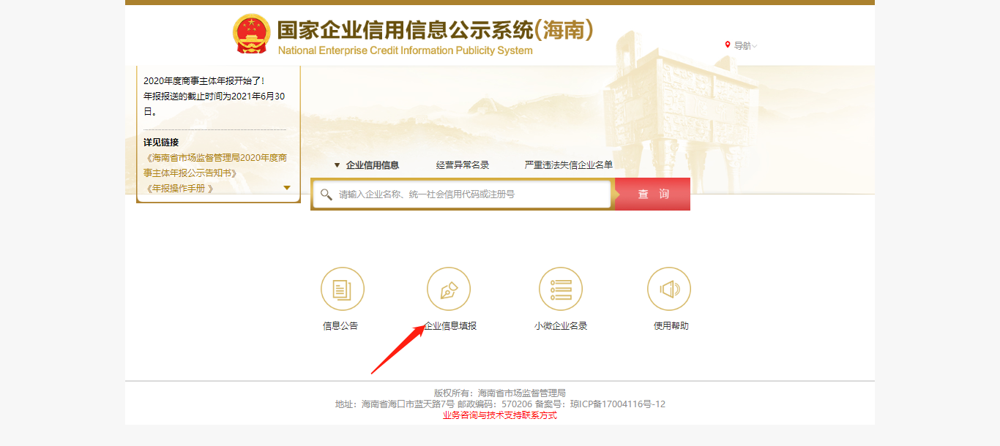 国家企业信用信息公示系统(海南)
National Enterprise Credit Information Publicity System
导航
2020年度商事主体年报开始了!
年报报送的截止时间为2021年6月30
日。
详见链接
《海南省市场监督管理局2020年度商
事主体年报公示告知书》
《年报操作手册 》
企业信用信息 经营异常名录 严重违法失信企业名单
请输入企业名称、统一社会信用代码或注册号
查 询
信息公告 企业信息填报 小微企业名录 使用帮助
版权所有：海南省市场监督管理局
地址：海南省海口市蓝天路7号 邮政编码：570206 备案号：琼ICP备17004116号-12
业务咨询与技术支持联系方式